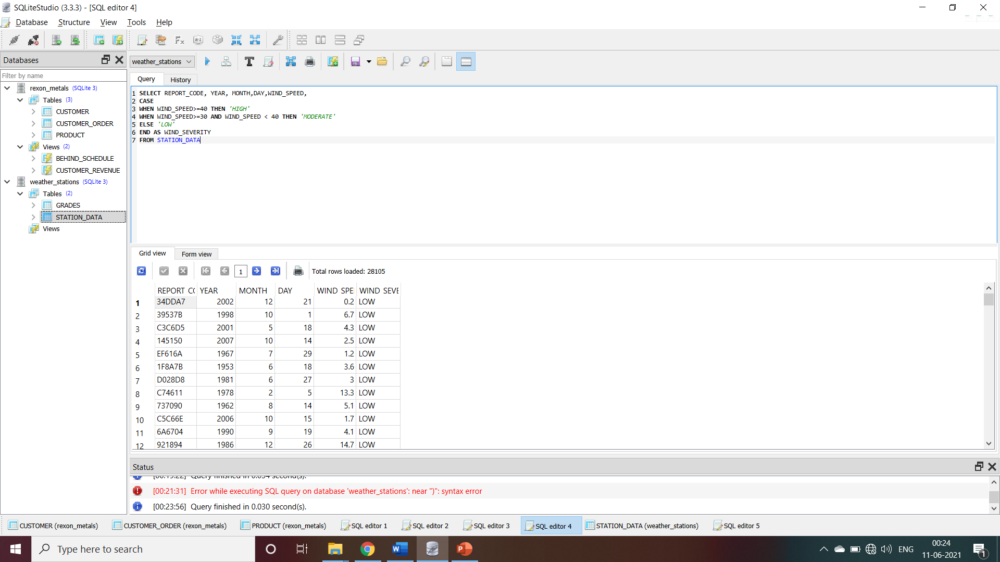 SQLiteStudio (3.3.3) - [SQL editor 4]
Database Structure View Tools Help
Databases
Filter by name
rexon_metals (SQLite 3)
Tables (3)
CUSTOMER
CUSTOMER_ORDER
PRODUCT
Views (2)
BEHIND_SCHEDULE
CUSTOMER_REVENUE
weather_stations (SQLite 3)
Tables (2)
GRADES
STATION_DATA
Views
weather_stations
Query History
1 SELECT REPORT_CODE, YEAR, MONTH,DAY,WIND_SPEED,
2 CASE
3 WHEN WIND_SPEED>=40 THEN 'HIGH'
4 WHEN WIND_SPEED>=30 AND WIND_SPEED < 40 THEN 'MODERATE'
5 ELSE 'LOW'
6 END AS WIND_SEVERITY
7 FROM STATION_DATA
Grid view Form view
1 Total rows loaded: 28105
REPORT_CO YEAR MONTH DAY WIND_SPE WIND_SEVE
1 34DDA7 2002 12 21 0.2 LOW
2 39537B 1998 10 1 6.7 LOW
3 C3C6D5 2001 5 18 4.3 LOW
4 145150 2007 10 14 2.5 LOW
5 EF616A 1967 7 29 1.2 LOW
6 1F8A7B 1953 6 18 3.6 LOW
7 D028D8 1981 6 27 3 LOW
8 C74611 1978 2 5 13.3 LOW
9 737090 1962 8 14 5.1 LOW
10 C5C66E 2006 10 15 1.7 LOW
11 6A6704 1990 9 19 4.1 LOW
12 921894 1986 12 26 14.7 LOW
Status
[00:19:22] Query finished in 0.034 second(s).
[00:21:31] Error while executing SQL query on database 'weather_stations': near ")": syntax error
[00:23:56] Query finished in 0.030 second(s).
CUSTOMER (rexon_metals) CUSTOMER_ORDER (rexon_metals) PRODUCT (rexon_metals) SQL editor 1 SQL editor 2 SQL editor 3 SQL editor 4 STATION_DATA (weather_stations) SQL editor 5
Type here to search
ENG
00:24
11-06-2021
1